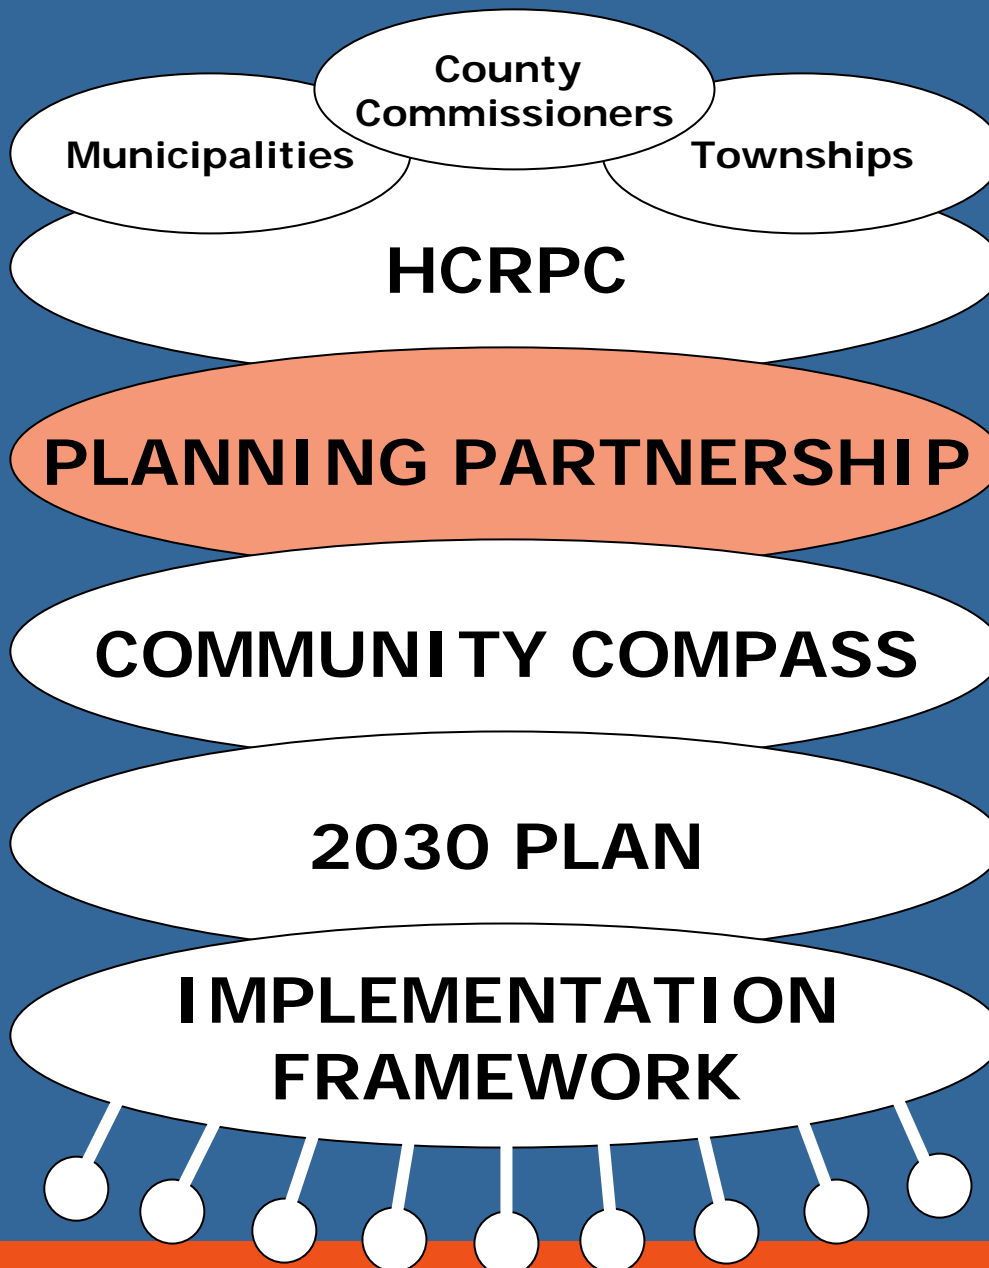 County
Commissioners
Municipalities
Townships
HCRPC
PLANNING PARTNERSHIP
COMMUNITY COMPASS
2030 PLAN
IMPLEMENTATION
FRAMEWORK